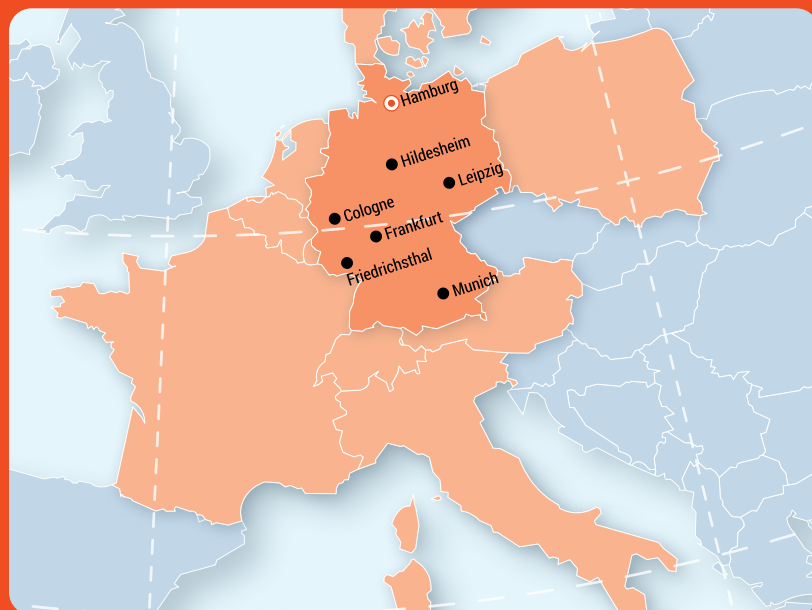 Hamburg
Hildesheim
Leipzig
Cologne
Frankfurt
Friedrichsthal
Munich